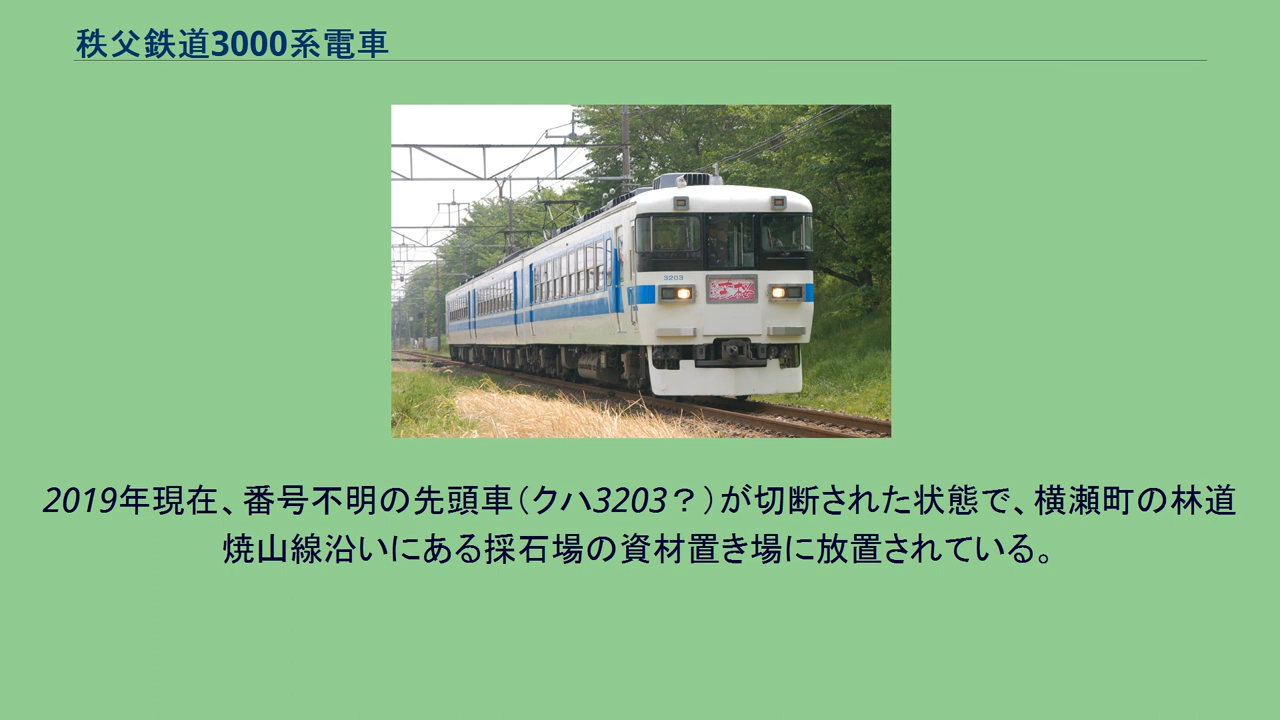 秩父鉄道3000系電車
3203
2019年現在、番号不明の先頭車（クハ3203？）が切断された状態で、横瀬町の林道
焼山線沿いにある採石場の資材置き場に放置されている。